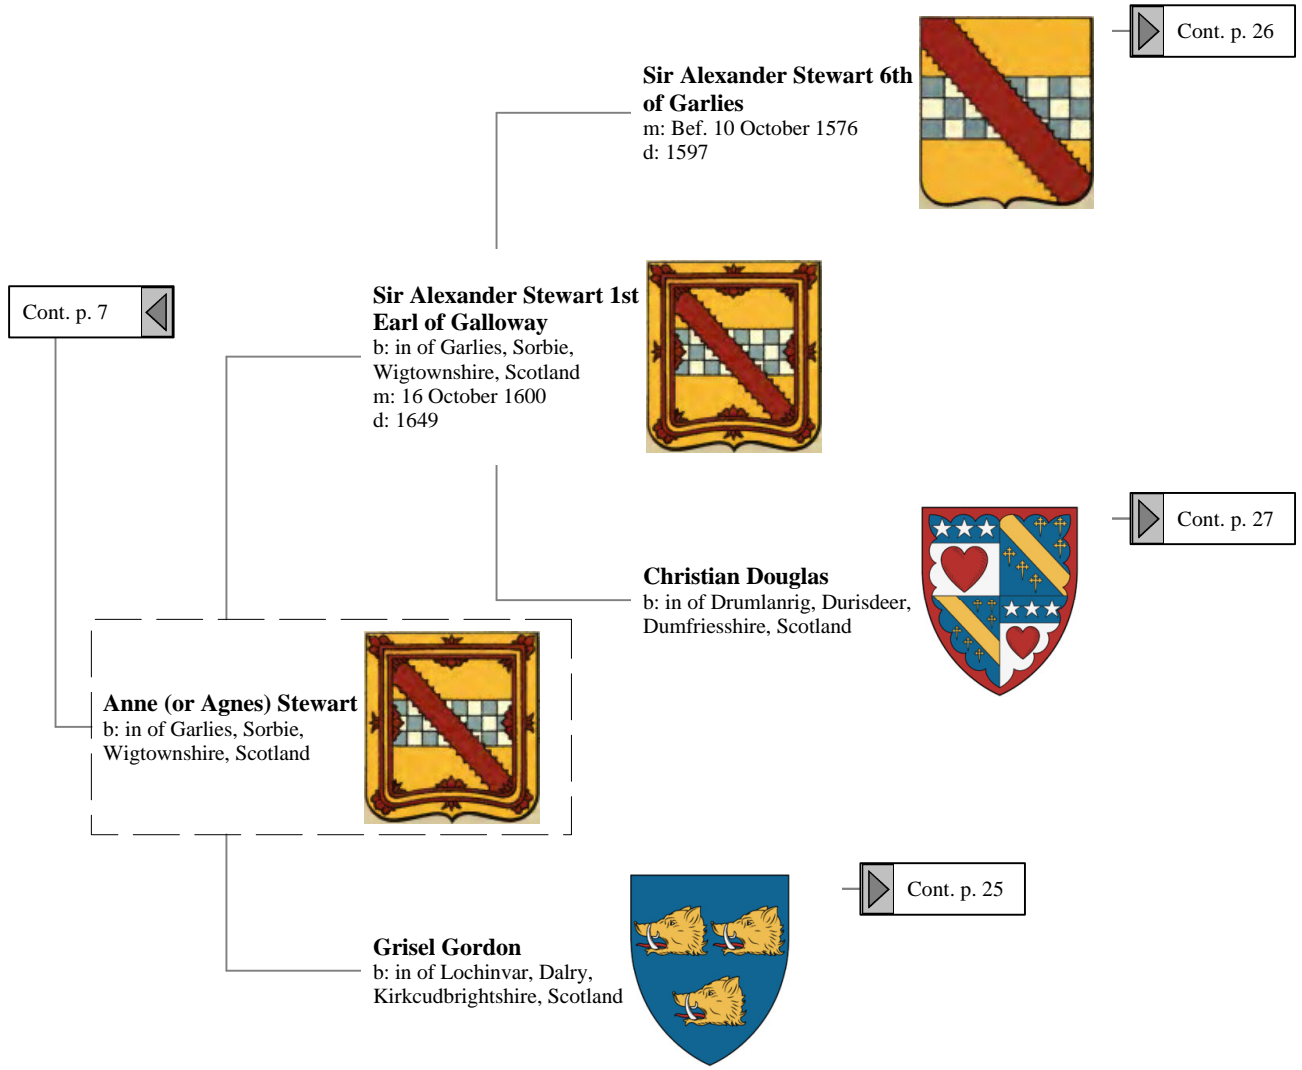 Cont. p. 26
Sir Alexander Stewart 6th
of Garlies
m: Bef. 10 October 1576
d: 1597
Sir Alexander Stewart 1st
Earl of Galloway
b: in of Garlies, Sorbie,
Wigtownshire, Scotland
m: 16 October 1600
d: 1649
Cont. p. 7
Cont. p. 27
Christian Douglas
b: in of Drumlanrig, Durisdeer,
Dumfriesshire, Scotland
Anne (or Agnes) Stewart
b: in of Garlies, Sorbie,
Wigtownshire, Scotland
Cont. p. 25
Grisel Gordon
b: in of Lochinvar, Dalry,
Kirkcudbrightshire, Scotland